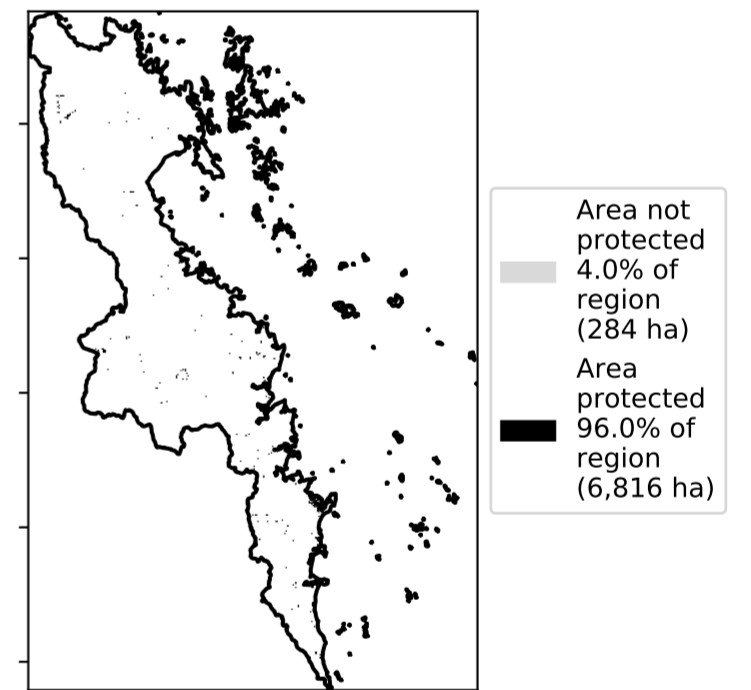 Area not
protected
4.0% of
region
(284 ha)
Area
protected
96.0% of
region
(6,816 ha)